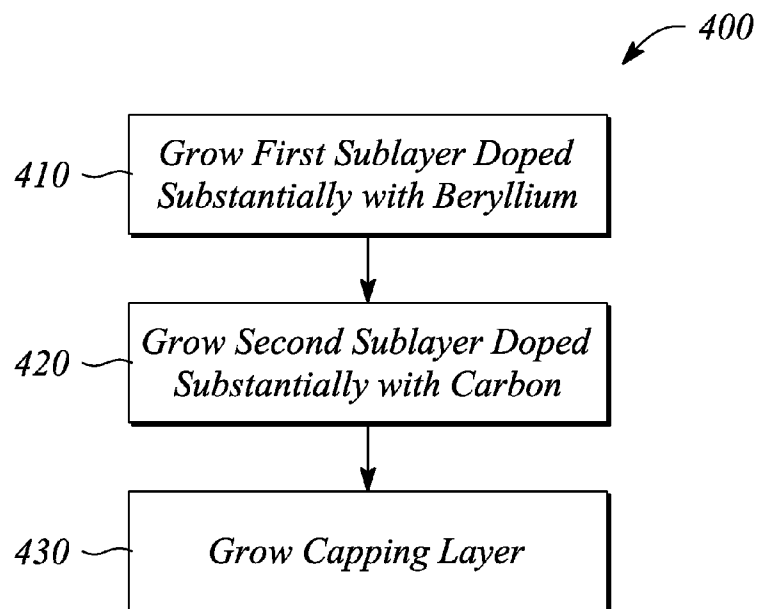 400
410
Grow First Sublayer Doped
Substantially with Beryllium
420
Grow Second Sublayer Doped
Substantially with Carbon
430
Grow Capping Layer